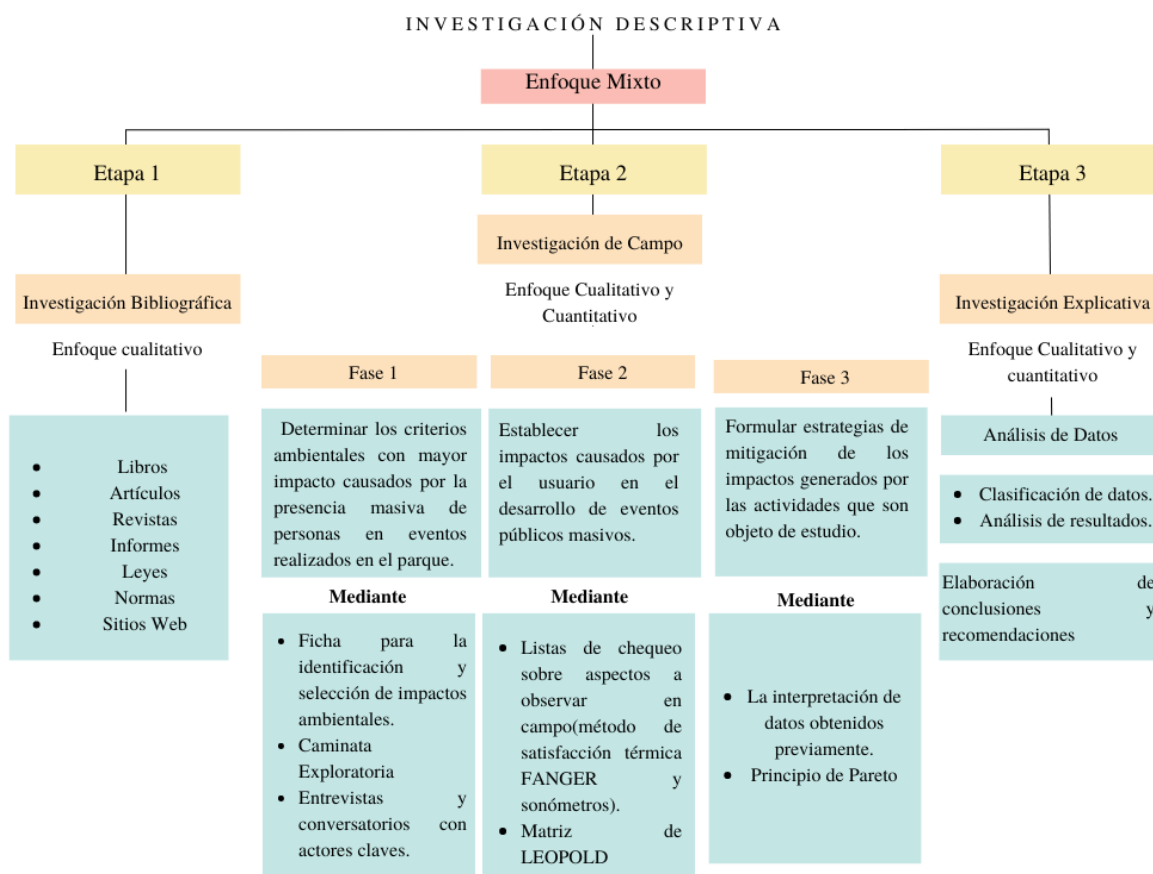 INVESTIGACIÓN DESCRIPTIVA
Enfoque Mixto
Etapa 1
Investigación Bibliográfica
Enfoque cualitativo
• Libros
• Artículos
• Revistas
• Informes
• Leyes
• Normas
• Sitios Web
Etapa 2
Investigación de Campo
Enfoque Cualitativo y
Cuantitativo
Fase 1
Determinar los criterios
ambientales con mayor
impacto causados por la
presencia masiva de
personas en eventos
realizados en el parque.
Mediante
• Ficha para la
identificación y
selección de impactos
ambientales.
• Caminata
Exploratoria
• Entrevistas y
conversatorios con
actores claves.
Fase 2
Establecer los
impactos causados por
el usuario en el
desarrollo de eventos
públicos masivos.
Mediante
• Listas de chequeo
sobre aspectos a
observar en
campo(método de
satisfacción térmica
FANGER y
sonómetros).
• Matriz de
LEOPOLD
Fase 3
Formular estrategias de
mitigación de los
impactos generados por
las actividades que son
objeto de estudio.
Mediante
• La interpretación de
datos obtenidos
previamente.
• Principio de Pareto
Etapa 3
Investigación Explicativa
Enfoque Cualitativo y
cuantitativo
Análisis de Datos
• Clasificación de datos.
• Análisis de resultados.
Elaboración de
conclusiones y
recomendaciones